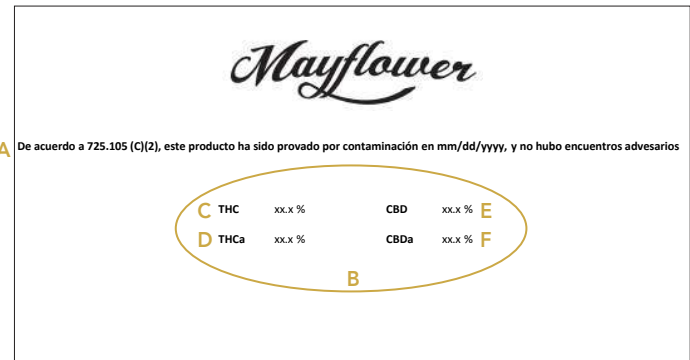 Mayflower
A De acuerdo a 725.105 (C)(2), este producto ha sido provado por contaminación en mm/dd/yyyy, y no hubo encuentros advesarios
C THC xx.x % CBD xx.x % E
D THCa xx.x % CBDa xx.x % F
B